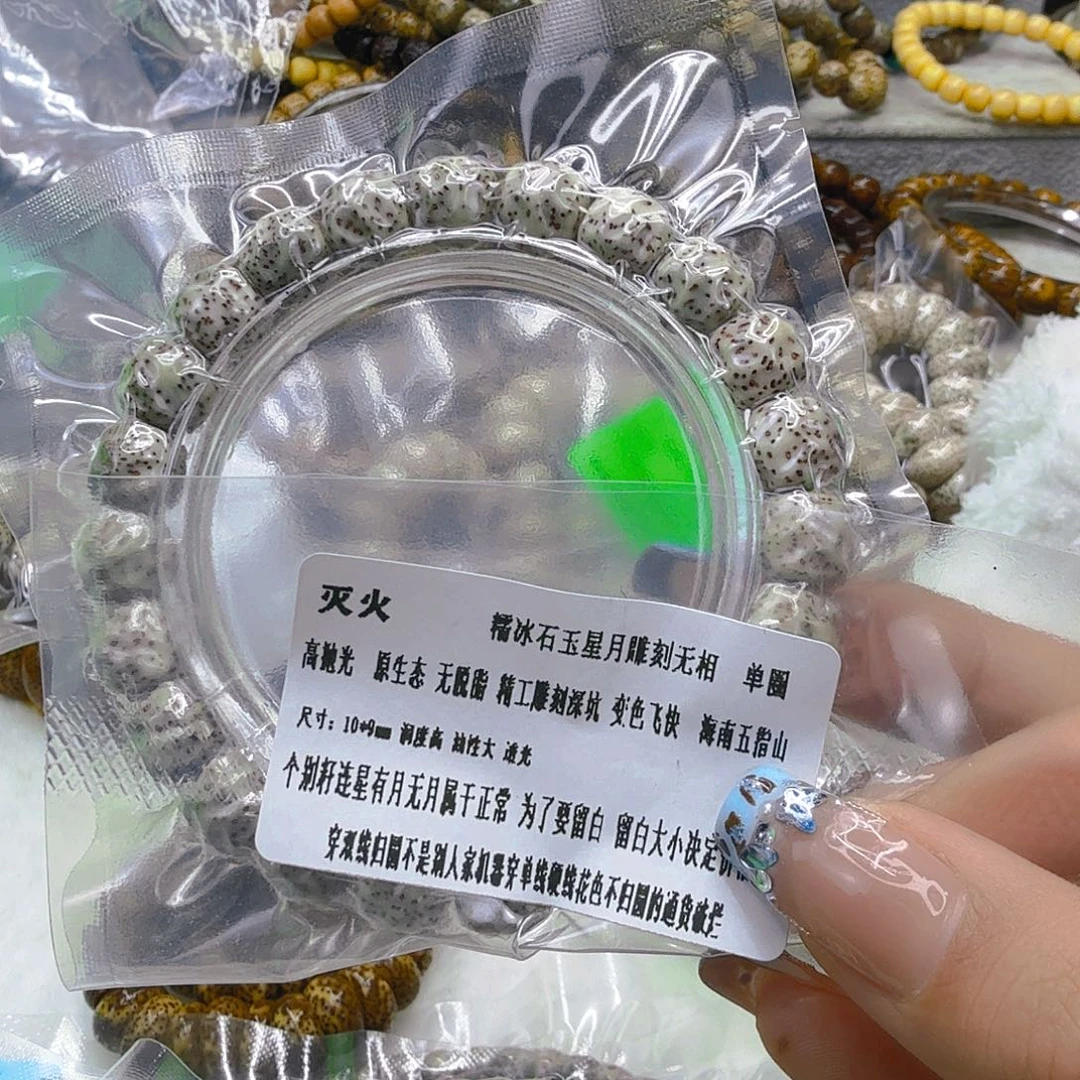 灭火
糯冰石玉星月雕刻无相 单圈
高抛光 原生态 无脱脂 精工雕刻深坑 变色飞快 海南五指山
尺寸：10*9mm 润度高 油性大 透光
个别籽连星有月无月属于正常 为了要留白 留白大小决定价
穿双线归圆不是别人家机器穿单线硬线花色不归圆的通货破烂